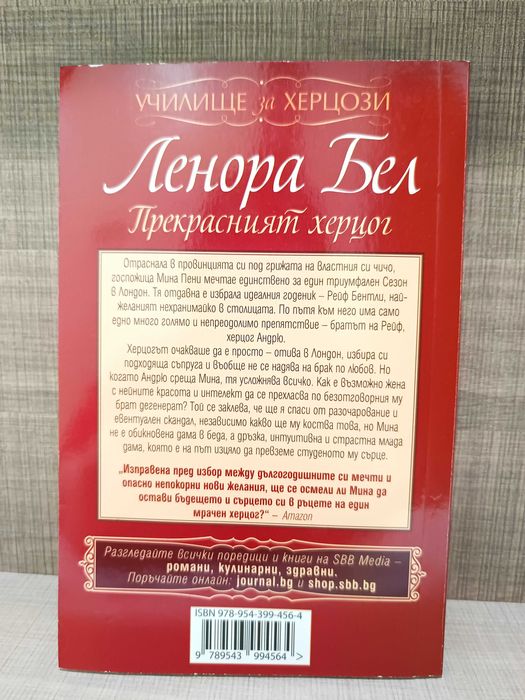 УЧИЛИЩЕ за ХЕРЦОЗИ
Ленора Бел
Прекрасният херцог
Отраснала в провинцията си под грижата на властния си чичо,
госпожица Мина Пени мечтае единствено за един триумфален Сезон
в Лондон. Тя отдавна е избрала идеалния годеник – Рейф Бентли, най-
желаният нехранимайко в столицата. По пътя към него има само
едно много голямо и непреодолимо препятствие – братът на Рейф,
херцог Андрю.
Херцогът очакваше да е просто – отива в Лондон, избира си
подходяща съпруга и въобще не се надява на брак по любов. Но
когато Андрю среща Мина, тя усложнява всичко. Как е възможно жена
с нейните красота и интелект да се прехласва по безотговорния му
брат дегенерат? Той се заклева, че ще я спаси от разочарование и
евентуален скандал, независимо какво ще му коства това, но Мина
не е обикновена дама в беда, а дръзка, интуитивна и страстна млада
дама, която е на път изцяло да превземе студеното му сърце.
„Изправена пред избор между дългогодишните си мечти и
опасно непокорни нови желания, ще се осмели ли Мина да
остави бъдещето и сърцето си в ръцете на един
мрачен херцог?“ – Amazon
Разгледайте всички поредици и книги на SBB Media –
романи, кулинарни, здравни.
Поръчайте онлайн: journal.bg и shop.sbb.bg
ISBN 978-954-399-456-4
9 789543 994564 >